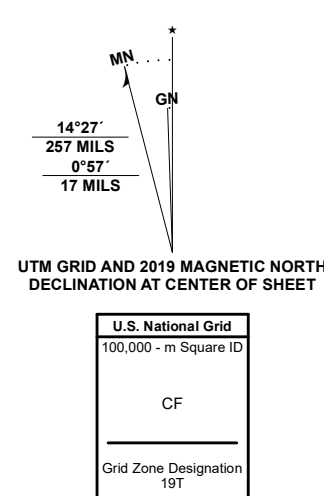 ★
MN
GN
14°27´
257 MILS
0°57´
17 MILS
UTM GRID AND 2019 MAGNETIC NORTH
DECLINATION AT CENTER OF SHEET
U.S. National Grid
100,000 - m Square ID
CF
Grid Zone Designation
19T